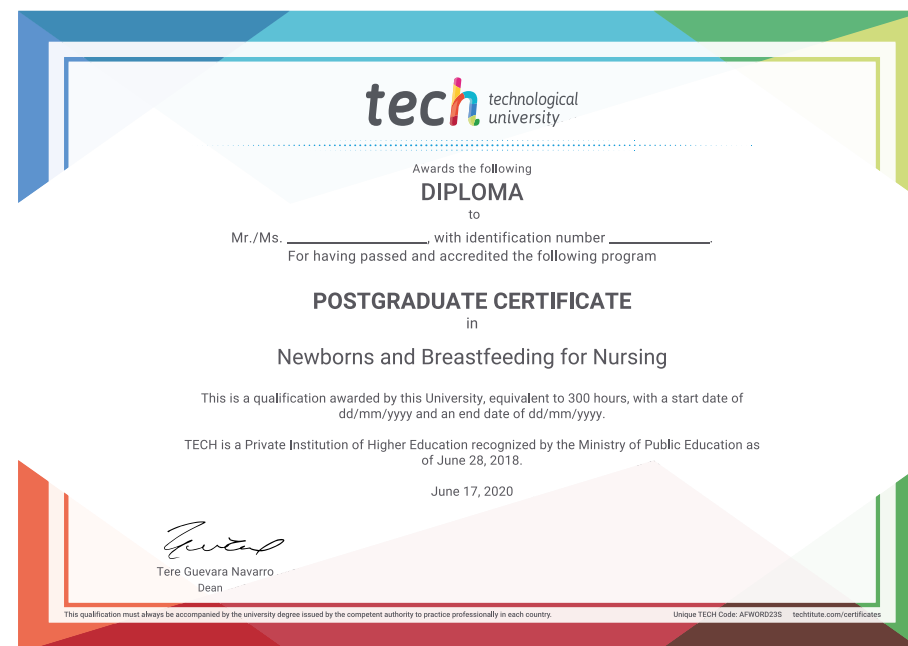 tech technological
university
Awards the following
DIPLOMA
to
Mr./Ms. ____________________, with identification number ______________.
For having passed and accredited the following program
POSTGRADUATE CERTIFICATE
in
Newborns and Breastfeeding for Nursing
This is a qualification awarded by this University, equivalent to 300 hours, with a start date of
dd/mm/yyyy and an end date of dd/mm/yyyy.
TECH is a Private Institution of Higher Education recognized by the Ministry of Public Education as
of June 28, 2018.
June 17, 2020
Tere Guevara Navarro
Dean
This qualification must always be accompanied by the university degree issued by the competent authority to practice professionally in each country. Unique TECH Code: AFWORD23S techtitute.com/certificates